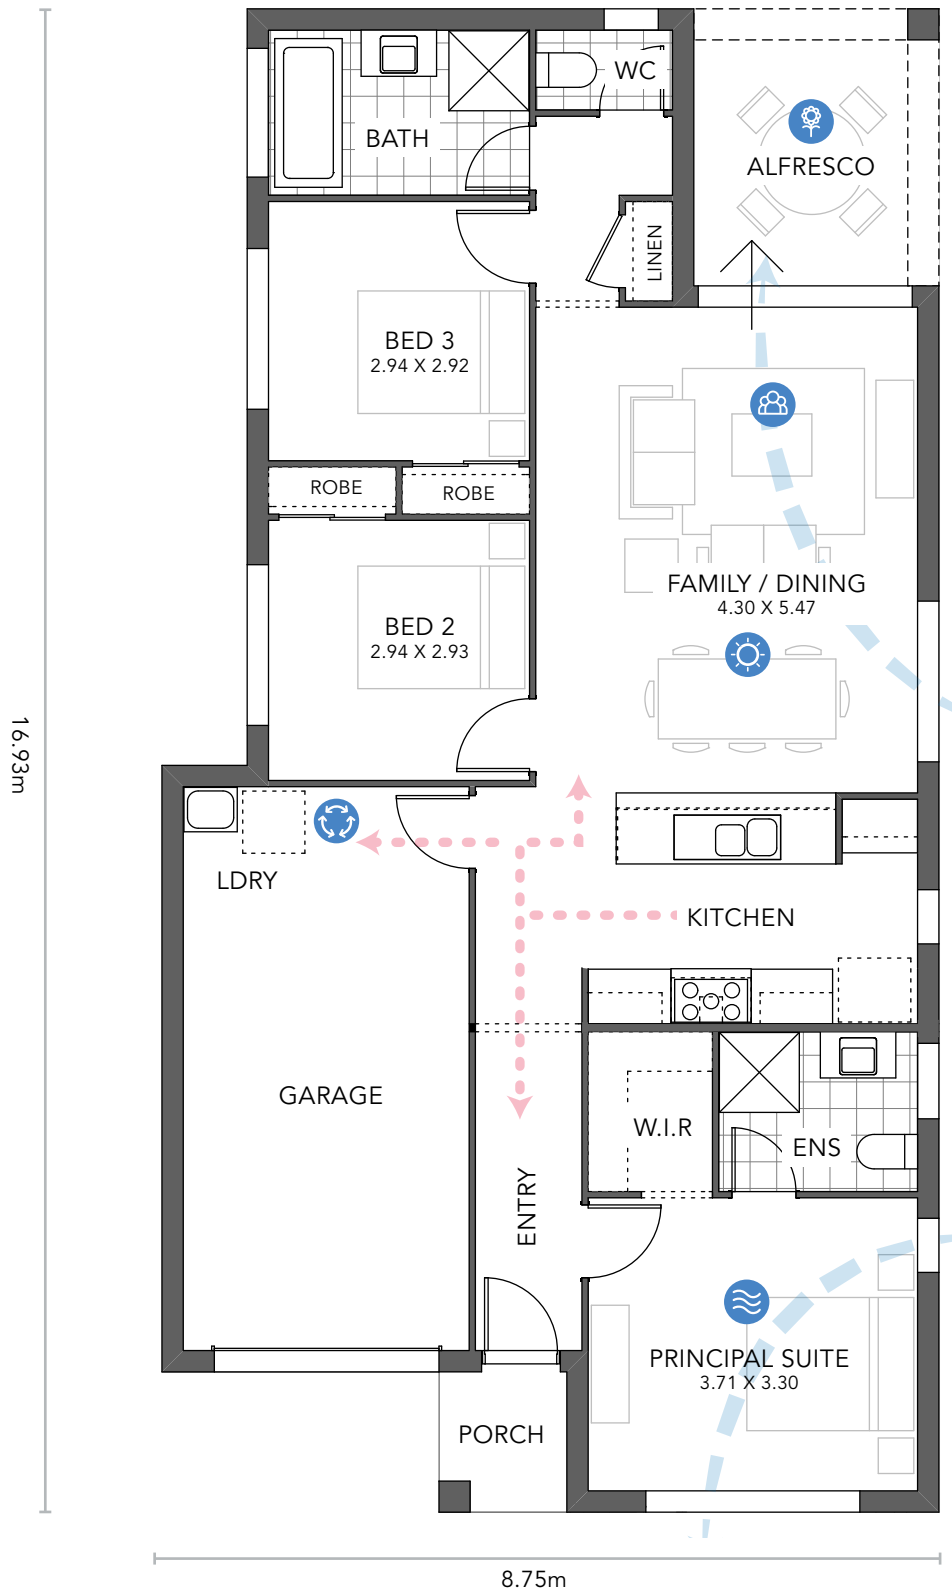 WC
BATH
ALFRESCO
LINEN
BED 3
2.94 X 2.92
ROBE
ROBE
FAMILY / DINING
4.30 X 5.47
BED 2
2.94 X 2.93
16.93m
LDRY
KITCHEN
GARAGE
W.I.R
ENS
ENTRY
PRINCIPAL SUITE
3.71 X 3.30
PORCH
8.75m